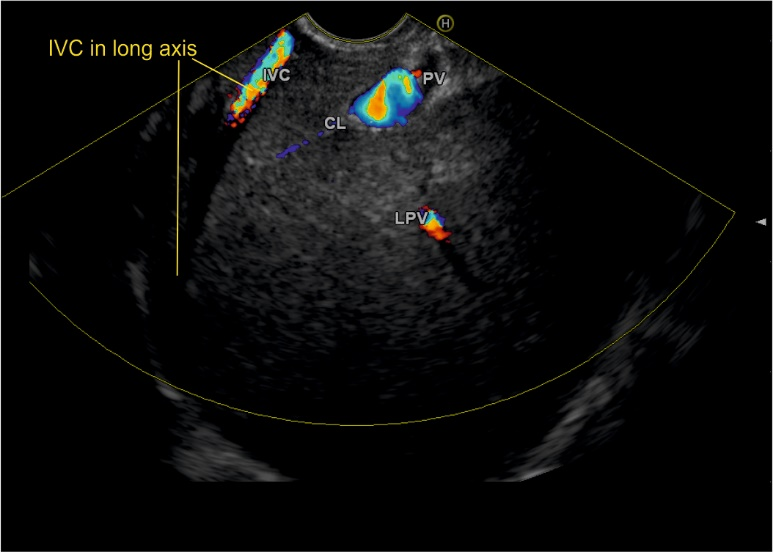 H
IVC in long axis
IVC
PV
CL
LPV